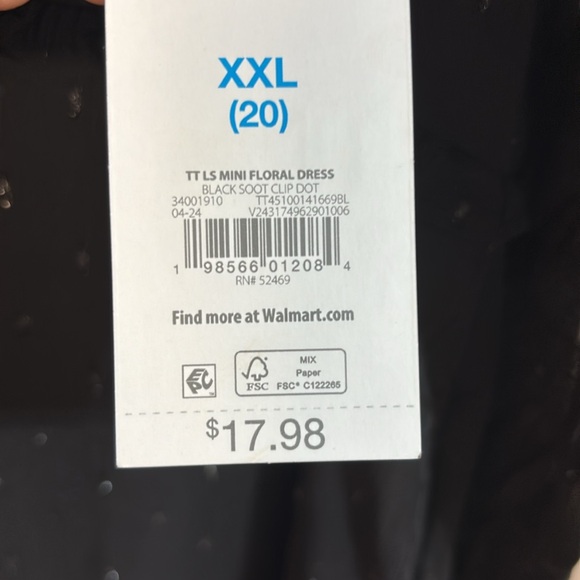 XXL
(20)
TT LS MINI FLORAL DRESS
BLACK SOOT CLIP DOT
34001910 TT45100141669BL
04-24 V243174962901006
1 98566 01208 4
RN# 52469
Find more at Walmart.com
EPC™
FSC MIX
Paper
FSC® C122265
$17.98